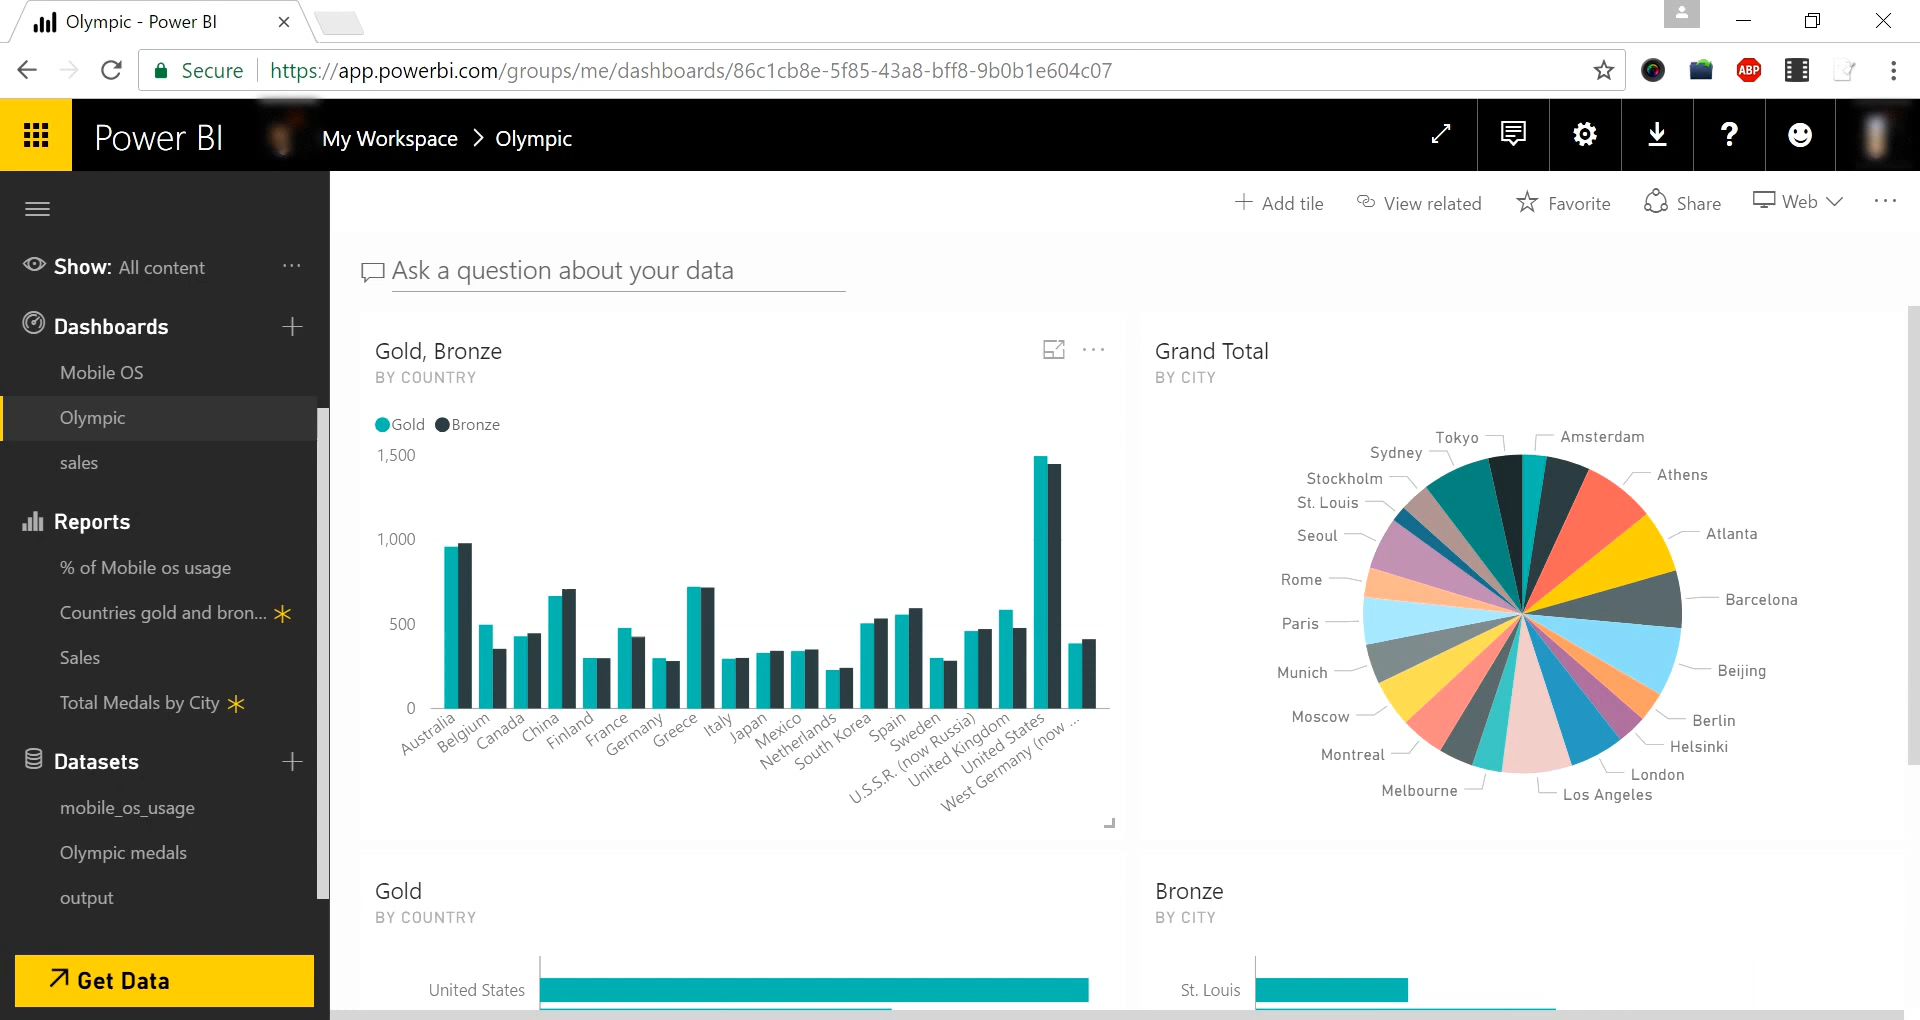 Olympic - Power BI
Secure https://app.powerbi.com/groups/me/dashboards/86c1cb8e-5f85-43a8-bff8-9b0b1e604c07
ABP
Power BI My Workspace > Olympic
+ Add tile View related Favorite Share Web ...
Show: All content ...
Ask a question about your data
Dashboards +
Mobile OS
Olympic
sales
Reports
% of Mobile os usage
Countries gold and bron...
Sales
Total Medals by City
Datasets +
mobile_os_usage
Olympic medals
output
Get Data
Gold, Bronze
BY COUNTRY
Gold Bronze
1,500
1,000
500
0
Australia
Belgium
Canada
China
Finland
France
Germany
Greece
Italy
Japan
Mexico
Netherlands
South Korea
Spain
Sweden
U.S.S.R. (now Russia)
United Kingdom
United States
West Germany (now ...
Grand Total
BY CITY
Tokyo
Amsterdam
Sydney
Athens
Stockholm
St. Louis
Seoul
Atlanta
Rome
Barcelona
Paris
Munich
Beijing
Moscow
Berlin
Helsinki
Montreal
London
Melbourne
Los Angeles
Gold
BY COUNTRY
United States
Bronze
BY CITY
St. Louis